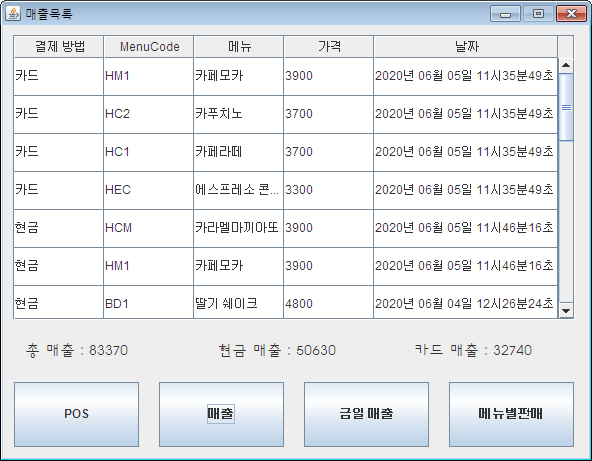 매출목록
결제 방법 MenuCode 메뉴 가격 날짜
카드 HM1 카페모카 3900 2020년 06월 05일 11시35분49초
카드 HC2 카푸치노 3700 2020년 06월 05일 11시35분49초
카드 HC1 카페라떼 3700 2020년 06월 05일 11시35분49초
카드 HEC 에스프레소 콘... 3300 2020년 06월 05일 11시35분49초
현금 HCM 카라멜마끼아또 3900 2020년 06월 05일 11시46분16초
현금 HM1 카페모카 3900 2020년 06월 05일 11시46분16초
현금 BD1 딸기 쉐이크 4800 2020년 06월 04일 12시26분24초
총 매출 : 83370 현금 매출 : 50630 카드 매출 : 32740
POS 매출 금일 매출 메뉴별판매